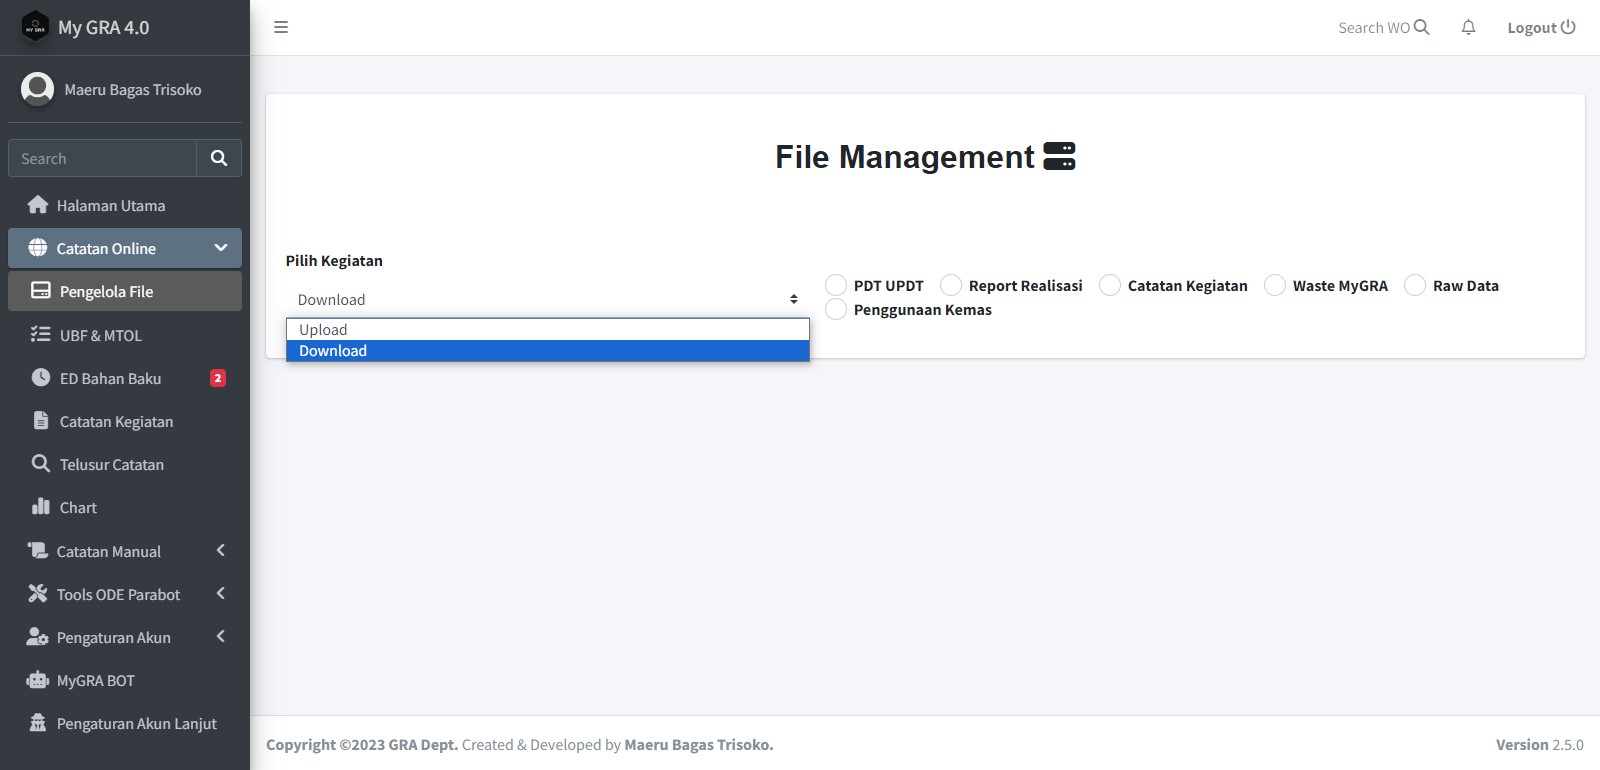 My GRA 4.0
Search WO
Logout
Maeru Bagas Trisoko
Search
Halaman Utama
Catatan Online
Pengelola File
UBF & MTOL
ED Bahan Baku 2
Catatan Kegiatan
Telusur Catatan
Chart
Catatan Manual
Tools ODE Parabot
Pengaturan Akun
MyGRA BOT
Pengaturan Akun Lanjut
File Management
Pilih Kegiatan
Download
Upload
Download
PDT UPDT Report Realisasi Catatan Kegiatan Waste MyGRA Raw Data
Penggunaan Kemas
Copyright ©2023 GRA Dept. Created & Developed by Maeru Bagas Trisoko.
Version 2.5.0